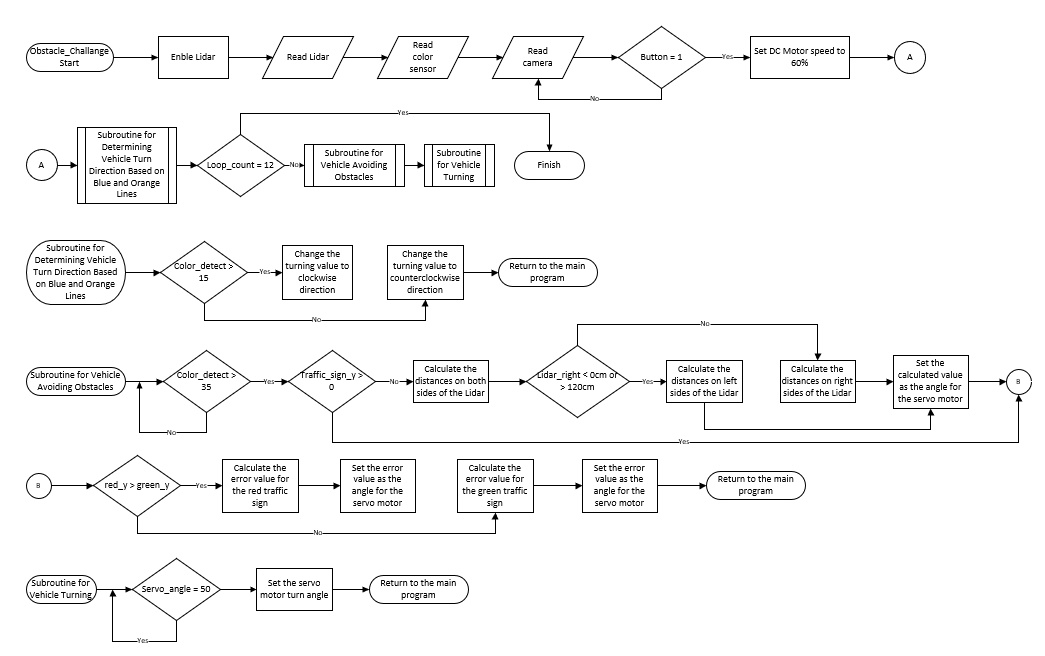 Obstacle_Challange
Start
Enble Lidar
Read Lidar
Read
color
sensor
Read
camera
Button = 1
Yes
No
Set DC Motor speed to
60%
A
A
Subroutine for
Determining
Vehicle Turn
Direction Based on
Blue and Orange
Lines
Loop_count = 12
Yes
No
Subroutine for
Vehicle Avoiding
Obstacles
Subroutine
for Vehicle
Turning
Finish
Subroutine for
Determining Vehicle
Turn Direction Based
on Blue and Orange
Lines
Color_detect >
15
Yes
No
Change the
turning value to
clockwise
direction
Change the
turning value to
counterclockwise
direction
Return to the main
program
Subroutine for Vehicle
Avoiding Obstacles
Color_detect >
35
Yes
No
Traffic_sign_y >
0
No
Yes
Calculate the
distances on both
sides of the Lidar
Lidar_right < 0cm or
> 120cm
Yes
No
Calculate the
distances on left
sides of the Lidar
Calculate the
distances on right
sides of the Lidar
Set the
calculated value
as the angle for
the servo motor
B
B
red_y > green_y
Yes
No
Calculate the
error value for
the red traffic
sign
Set the error
value as the
angle for the
servo motor
Calculate the
error value for
the green traffic
sign
Set the error
value as the
angle for the
servo motor
Return to the main
program
Subroutine for
Vehicle Turning
Servo_angle = 50
Yes
Set the servo
motor turn angle
Return to the main
program